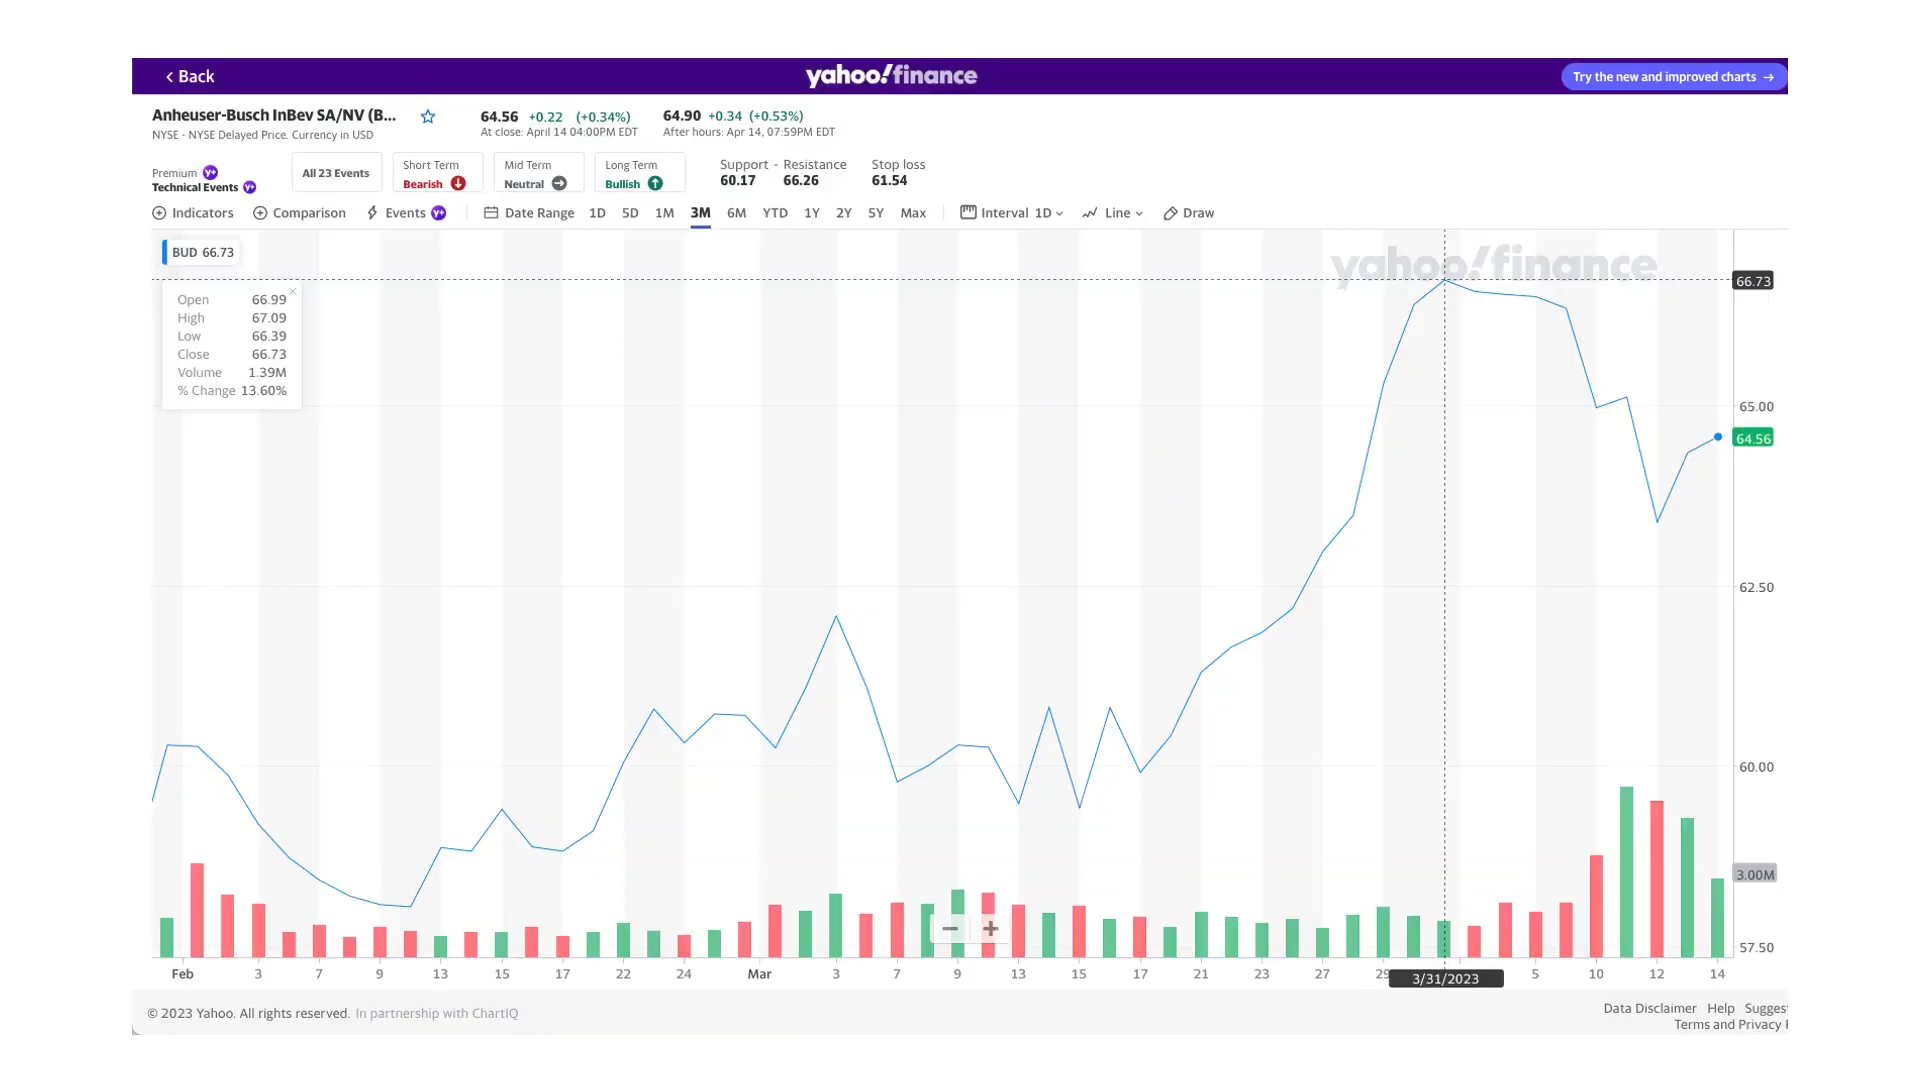 Back
yahoo!finance
Try the new and improved charts →
Anheuser-Busch InBev SA/NV (B...
64.56 +0.22 (+0.34%)
64.90 +0.34 (+0.53%)
NYSE - NYSE Delayed Price. Currency in USD
At close: April 14 04:00PM EDT
After hours: Apr 14, 07:59PM EDT
Premium Y+
Technical Events Y+
All 23 Events
Short Term
Bearish
Mid Term
Neutral
Long Term
Bullish
Support - Resistance
60.17 66.26
Stop loss
61.54
Indicators Comparison Events Y+ Date Range 1D 5D 1M 3M 6M YTD 1Y 2Y 5Y Max Interval 1D Line Draw
BUD 66.73
yahoo!finance
Open 66.99
High 67.09
Low 66.39
Close 66.73
Volume 1.39M
% Change 13.60%
66.73
65.00
64.56
62.50
60.00
3.00M
57.50
Feb 3 7 9 13 15 17 22 24 Mar 3 7 9 13 15 17 21 23 27 29 3/31/2023 5 10 12 14
© 2023 Yahoo. All rights reserved. In partnership with ChartIQ
Data Disclaimer Help Sugges
Terms and Privacy